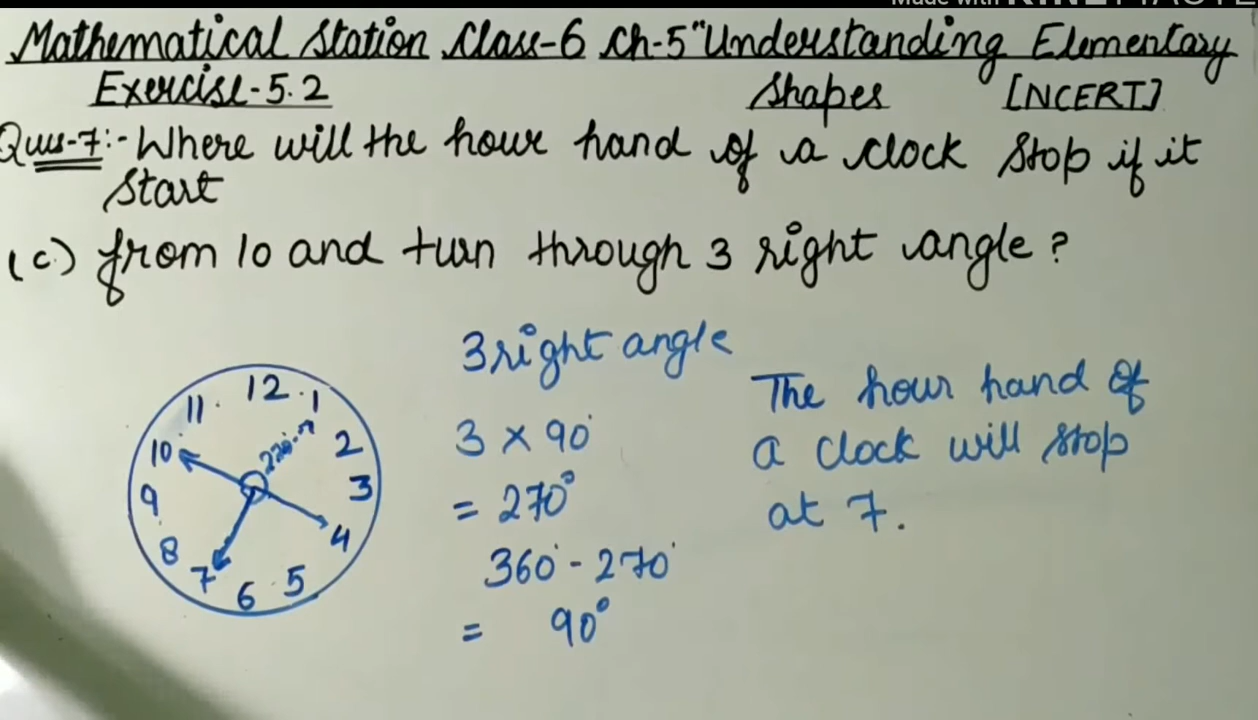 Made with KINEMASTER
Mathematical Station Class-6 Ch-5 "Understanding Elementary
Exercise-5.2 Shapes [NCERT]
Ques-7:- Where will the hour hand of a clock stop if it
start
(c) from 10 and turn through 3 right angle?
3 right angle
3 × 90°
= 270°
360° - 270°
= 90°
The hour hand of
a clock will stop
at 7.
12
11 1
10 2
9 3
8 4
7 6 5